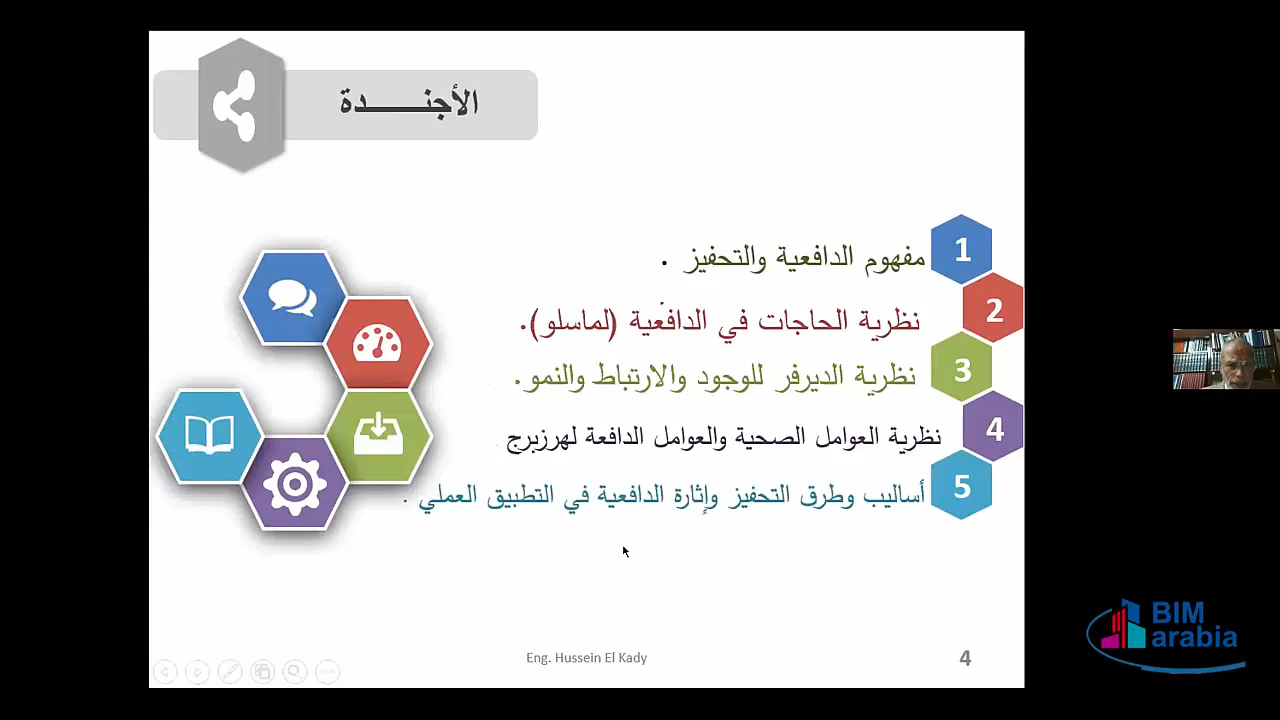 الأجنـــــــدة
1 مفهوم الدافعية والتحفيز .
2 نظرية الحاجات في الدافعية (لماسلو).
3 نظرية الديرفر للوجود والارتباط والنمو.
4 نظرية العوامل الصحية والعوامل الدافعة لهرزبرج
5 أساليب وطرق التحفيز وإثارة الدافعية في التطبيق العملي .
Eng. Hussein El Kady
4
BIM
arabia